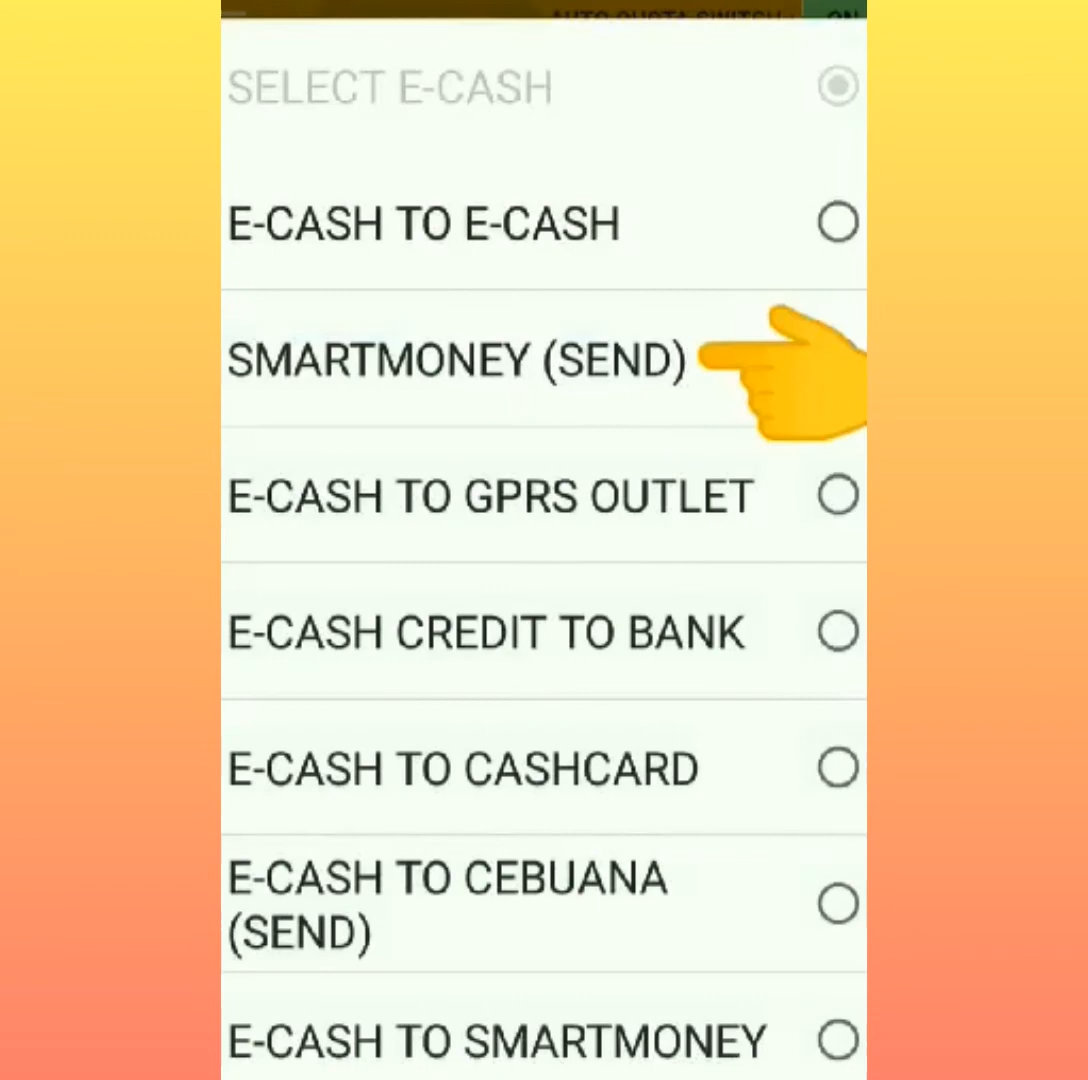 SELECT E-CASH
E-CASH TO E-CASH
SMARTMONEY (SEND)
E-CASH TO GPRS OUTLET
E-CASH CREDIT TO BANK
E-CASH TO CASHCARD
E-CASH TO CEBUANA
(SEND)
E-CASH TO SMARTMONEY